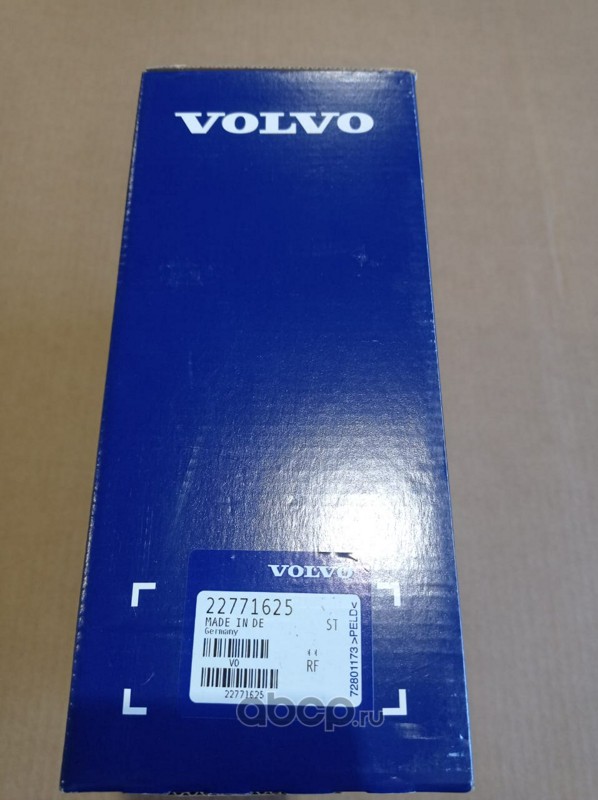 VOLVO
VOLVO
22771625
MADE IN DE
ST
Germany
VO
RF
22771625
72801173 >PELD<
abcp.ru